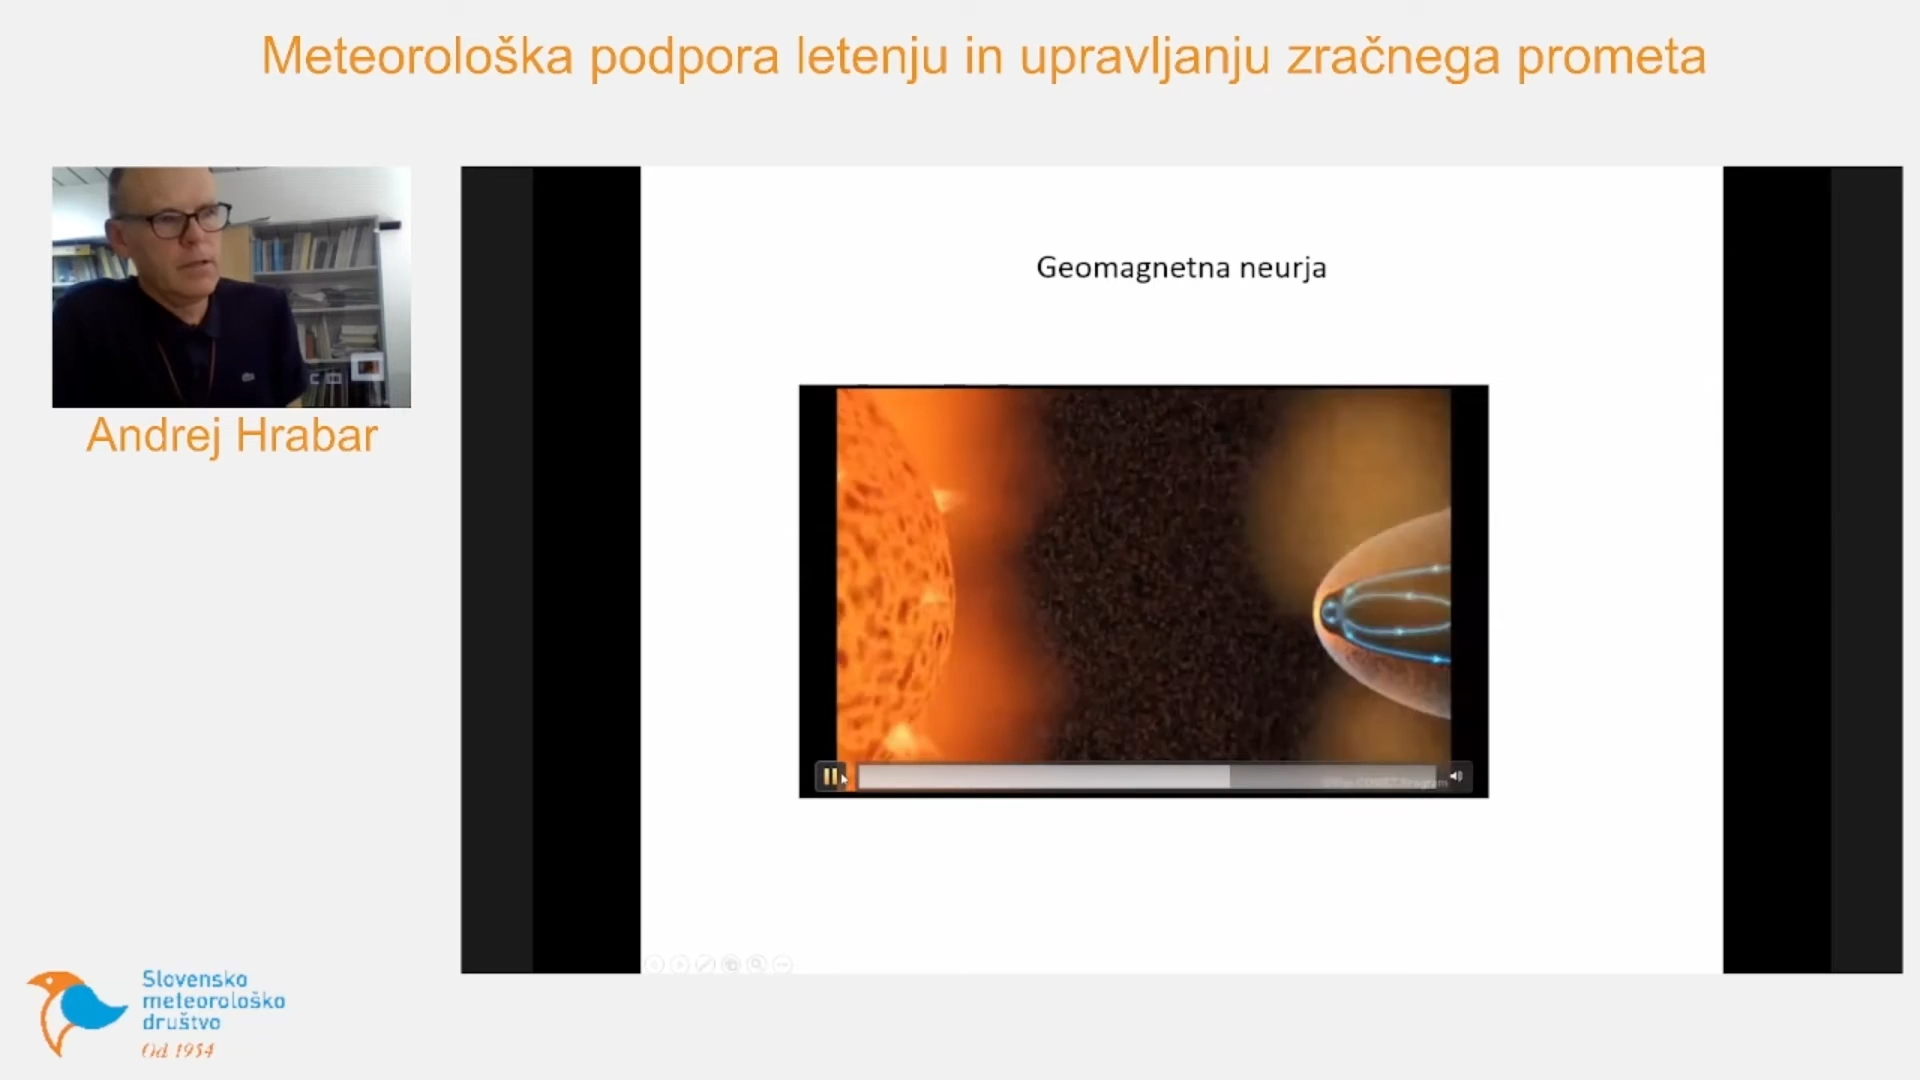 Meteorološka podpora letenju in upravljanju zračnega prometa
Geomagnetna neurja
Andrej Hrabar
Slovensko
meteorološko
društvo
Od 1954